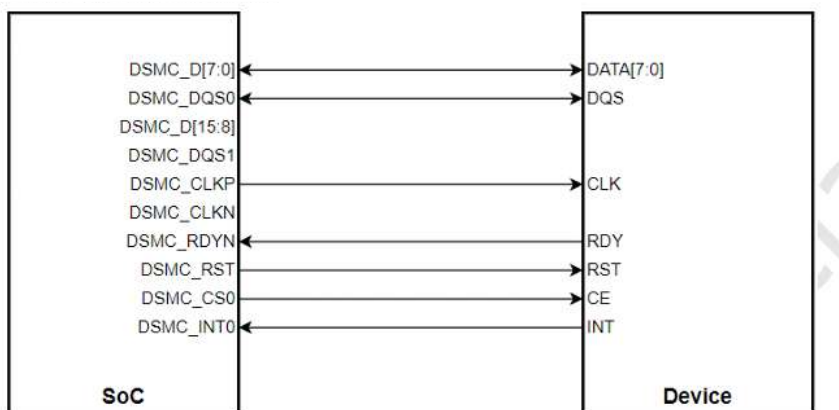 DSMC_D[7:0] DATA[7:0]
DSMC_DQS0 DQS
DSMC_D[15:8]
DSMC_DQS1
DSMC_CLKP CLK
DSMC_CLKN
DSMC_RDYN RDY
DSMC_RST RST
DSMC_CS0 CE
DSMC_INT0 INT
SoC Device